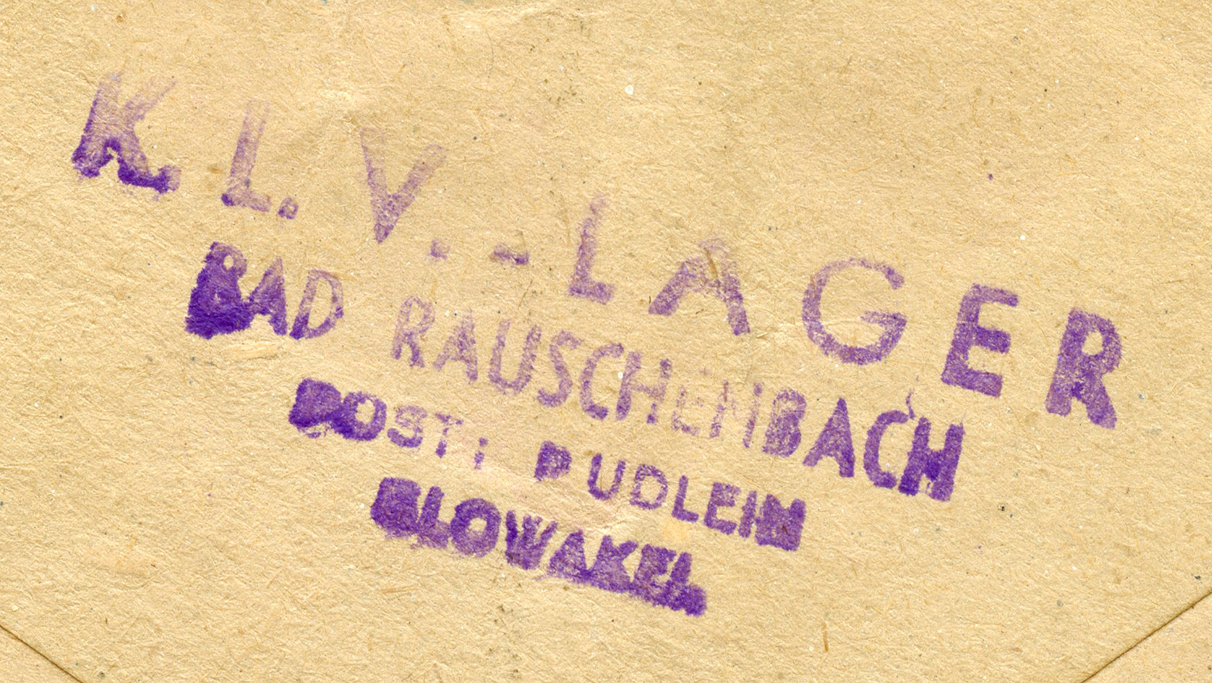 K.L.V.-LAGER
BAD RAUSCHENBACH
POST: PUDLEIN
SLOWAKEI